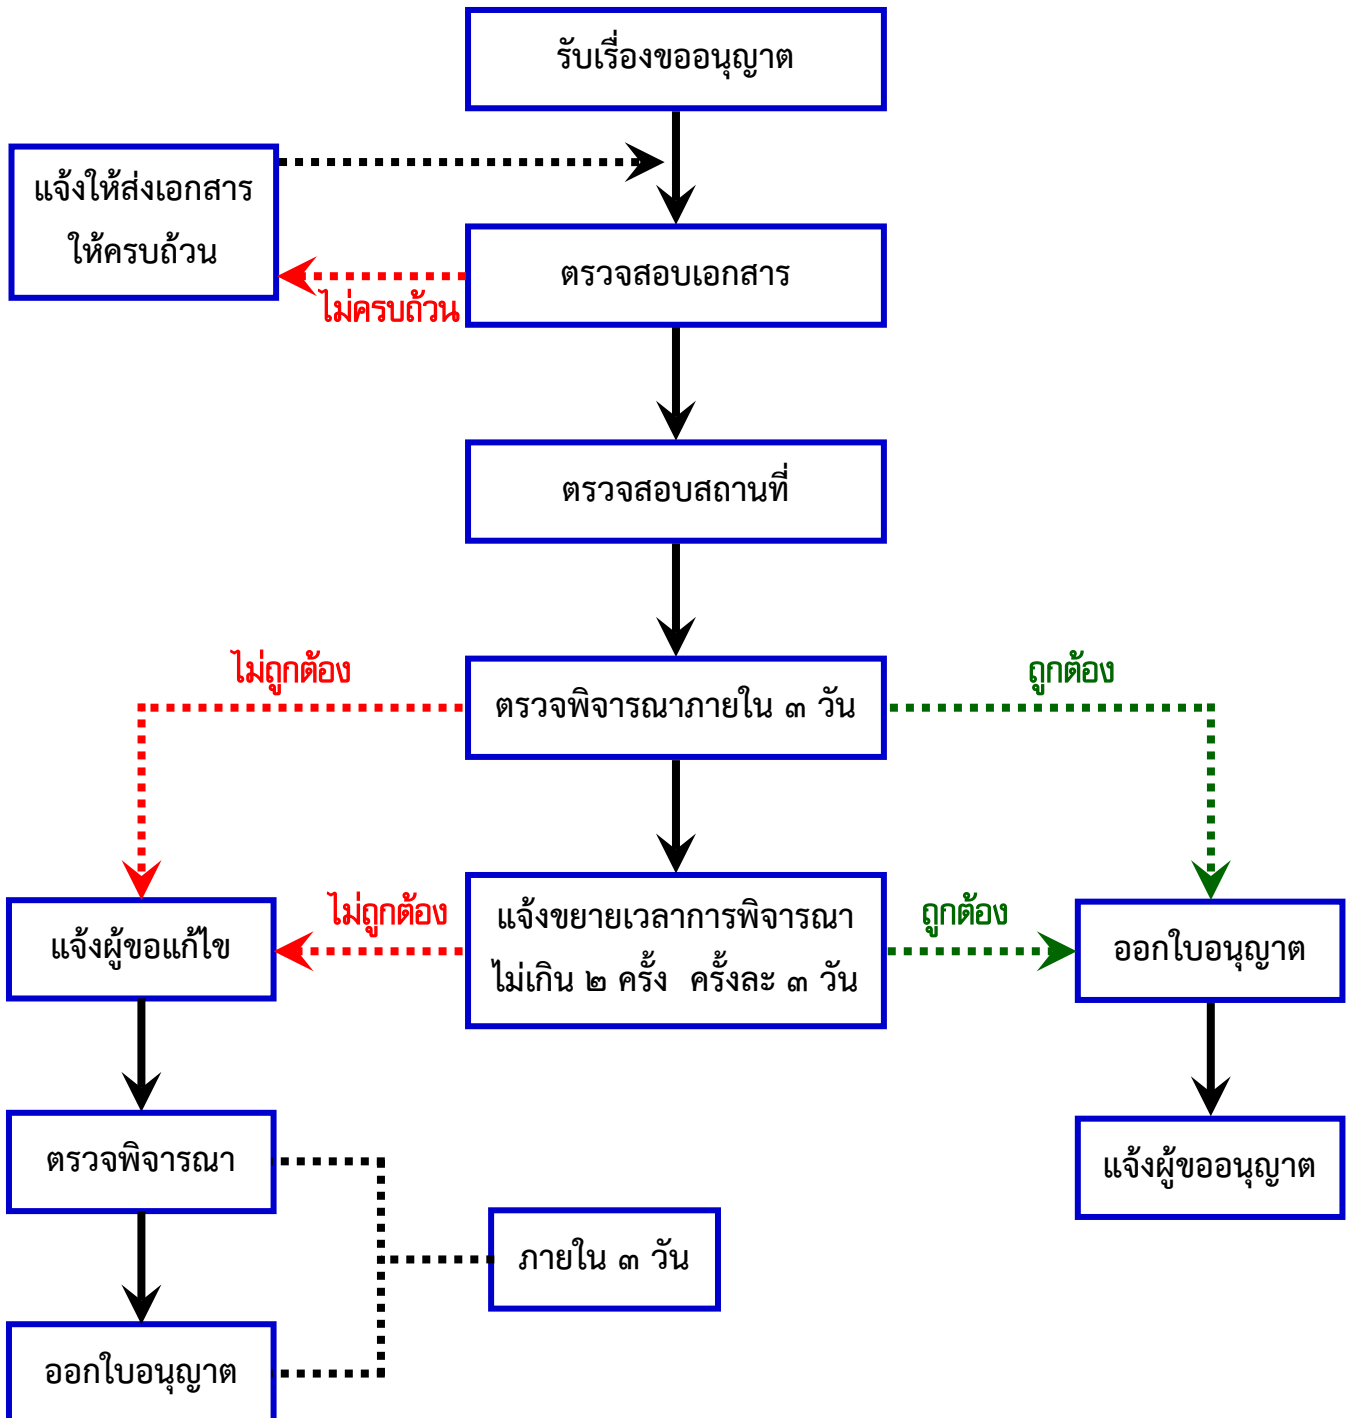 รับเรื่องขออนุญาต
แจ้งให้ส่งเอกสาร
ให้ครบถ้วน
ตรวจสอบเอกสาร
ไม่ครบถ้วน
ตรวจสอบสถานที่
ไม่ถูกต้อง
ตรวจพิจารณาภายใน ๓ วัน
ถูกต้อง
แจ้งผู้ขอแก้ไข
ไม่ถูกต้อง
แจ้งขยายเวลาการพิจารณา
ไม่เกิน ๒ ครั้ง ครั้งละ ๓ วัน
ถูกต้อง
ออกใบอนุญาต
ตรวจพิจารณา
แจ้งผู้ขออนุญาต
ภายใน ๓ วัน
ออกใบอนุญาต